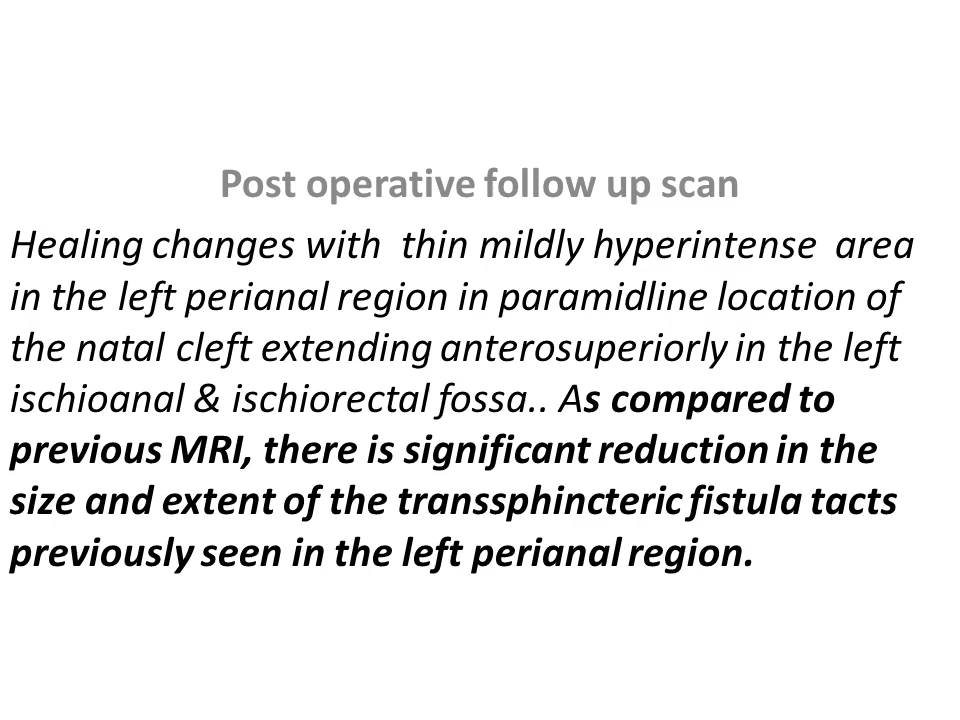 Post operative follow up scan
Healing changes with  thin mildly hyperintense  area
in the left perianal region in paramidline location of
the natal cleft extending anterosuperiorly in the left
ischioanal & ischiorectal fossa.. As compared to
previous MRI, there is significant reduction in the
size and extent of the transsphincteric fistula tacts
previously seen in the left perianal region.